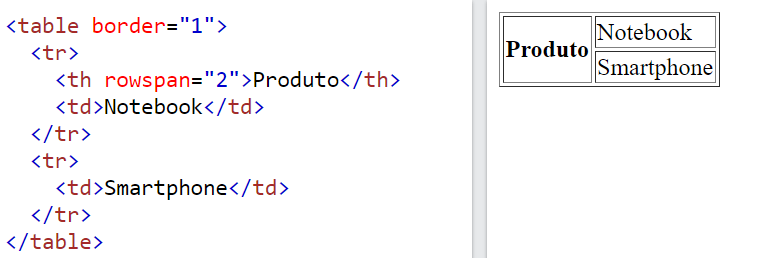 <table border="1">
  <tr>
    <th rowspan="2">Produto</th>
    <td>Notebook</td>
  </tr>
  <tr>
    <td>Smartphone</td>
  </tr>
</table>
Produto
Notebook
Smartphone